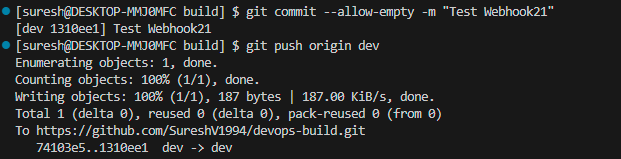 [suresh@DESKTOP-MMJ0MFC build] $ git commit --allow-empty -m "Test Webhook21"
[dev 1310ee1] Test Webhook21
[suresh@DESKTOP-MMJ0MFC build] $ git push origin dev
Enumerating objects: 1, done.
Counting objects: 100% (1/1), done.
Writing objects: 100% (1/1), 187 bytes | 187.00 KiB/s, done.
Total 1 (delta 0), reused 0 (delta 0), pack-reused 0 (from 0)
To https://github.com/SureshV1994/devops-build.git
   74103e5..1310ee1  dev -> dev